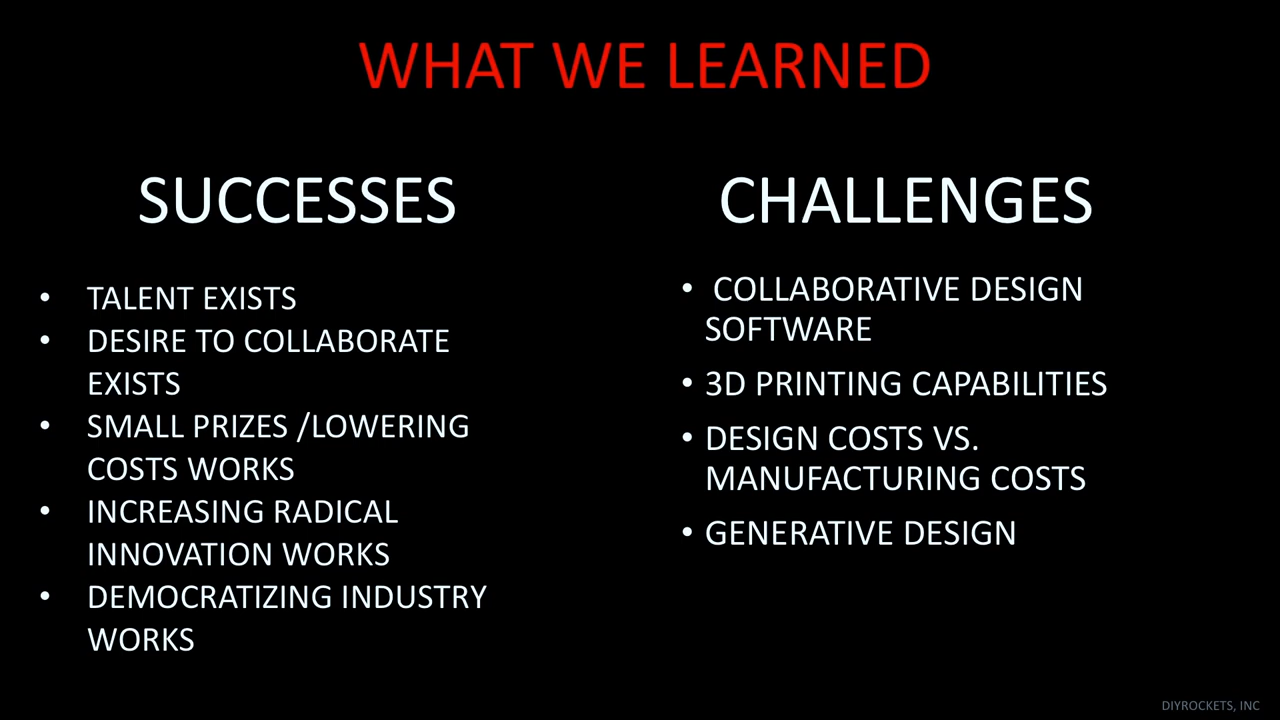 WHAT WE LEARNED
SUCCESSES
• TALENT EXISTS
• DESIRE TO COLLABORATE
EXISTS
• SMALL PRIZES /LOWERING
COSTS WORKS
• INCREASING RADICAL
INNOVATION WORKS
• DEMOCRATIZING INDUSTRY
WORKS
CHALLENGES
• COLLABORATIVE DESIGN
SOFTWARE
• 3D PRINTING CAPABILITIES
• DESIGN COSTS VS.
MANUFACTURING COSTS
• GENERATIVE DESIGN
DIYROCKETS, INC